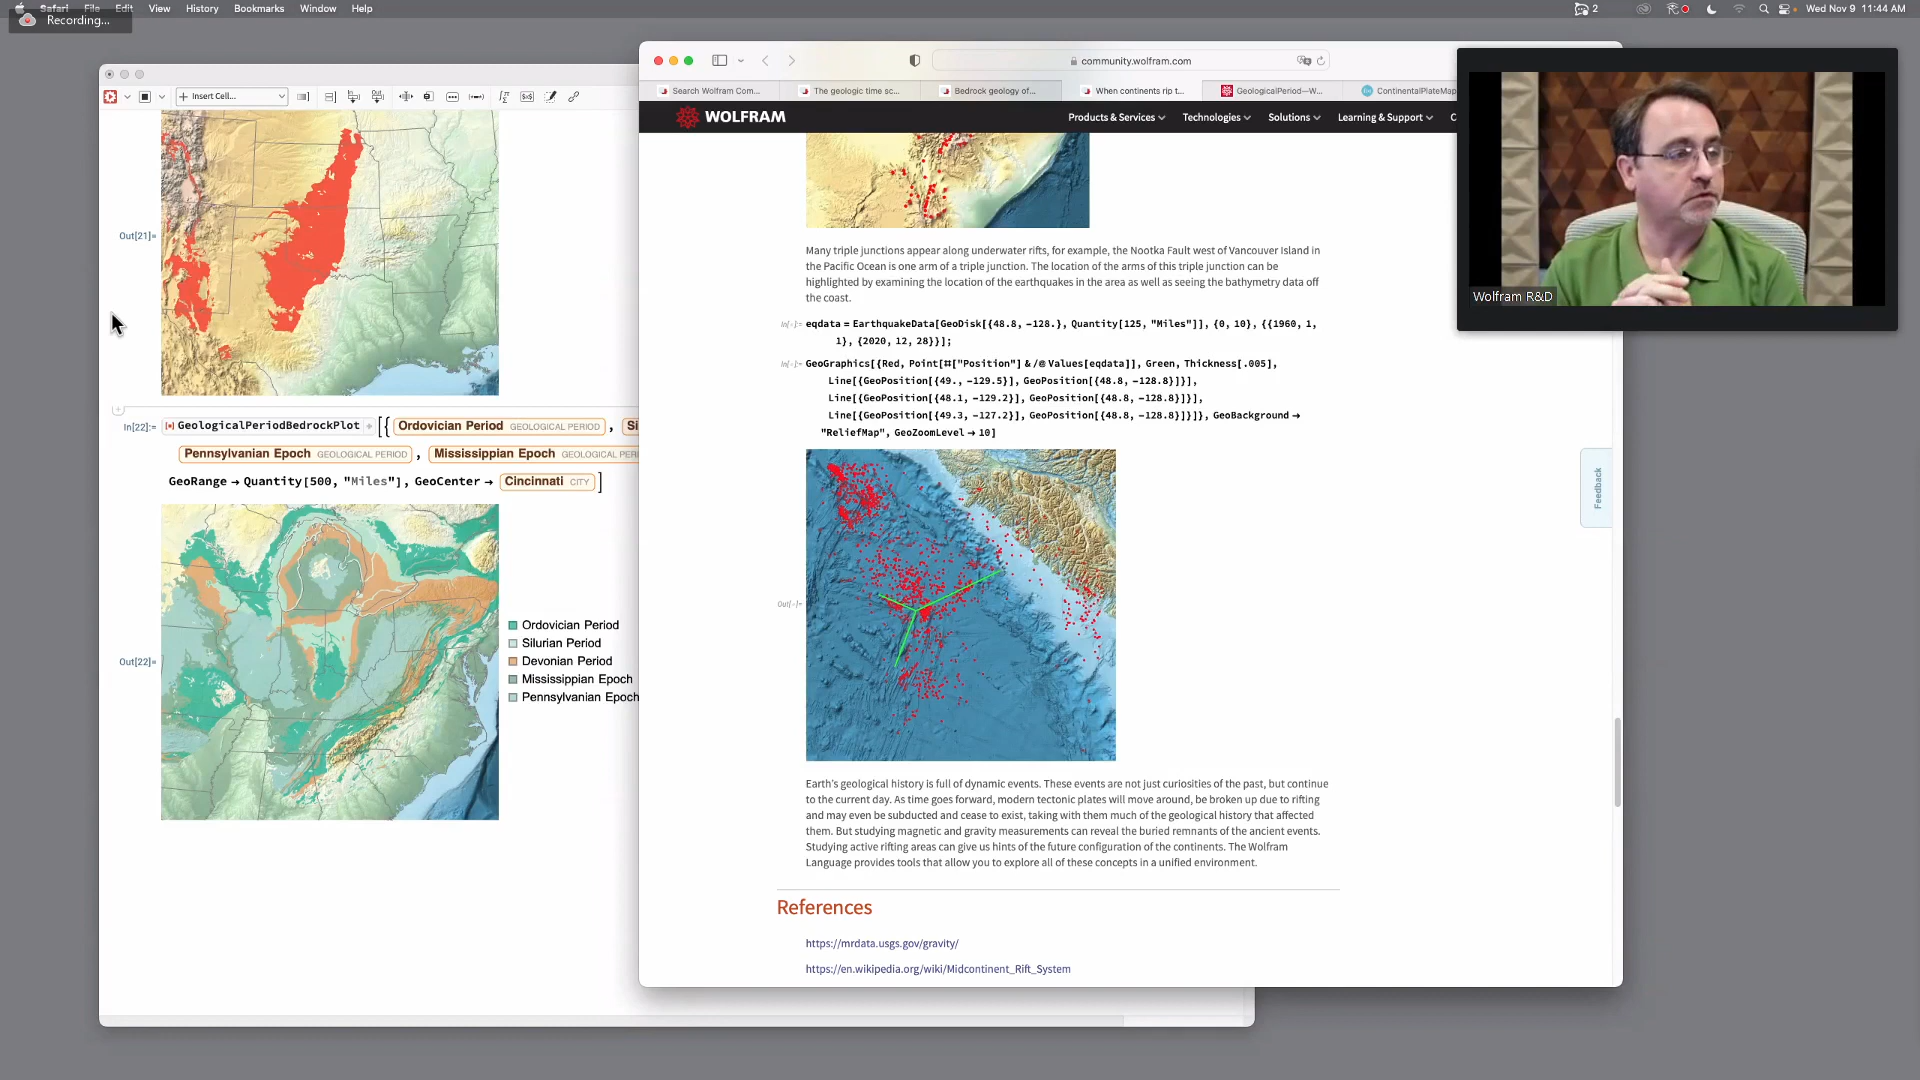 Safari File Edit View History Bookmarks Window Help
2
Wed Nov 9 11:44 AM
Recording...
Insert Cell...
Out[21]=
In[22]:= GeologicalPeriodBedrockPlot [{ Ordovician Period GEOLOGICAL PERIOD , Si
Pennsylvanian Epoch GEOLOGICAL PERIOD , Mississippian Epoch GEOLOGICAL PERI
GeoRange → Quantity[500, "Miles"], GeoCenter → Cincinnati CITY ]
Out[22]=
Ordovician Period
Silurian Period
Devonian Period
Mississippian Epoch
Pennsylvanian Epoch
community.wolfram.com
Search Wolfram Com...
The geologic time sc...
Bedrock geology of...
When continents rip t...
GeologicalPeriod—W...
ContinentalPlateMap
WOLFRAM
Products & Services
Technologies
Solutions
Learning & Support
C
Many triple junctions appear along underwater rifts, for example, the Nootka Fault west of Vancouver Island in
the Pacific Ocean is one arm of a triple junction. The location of the arms of this triple junction can be
highlighted by examining the location of the earthquakes in the area as well as seeing the bathymetry data off
the coast.
In[•]:= eqdata = EarthquakeData[GeoDisk[{48.8, -128.}, Quantity[125, "Miles"]], {0, 10}, {{1960, 1,
1}, {2020, 12, 28}}];
In[•]:= GeoGraphics[{Red, Point[#["Position"] & /@ Values[eqdata]], Green, Thickness[.005],
Line[{GeoPosition[{49., -129.5}], GeoPosition[{48.8, -128.8}]}],
Line[{GeoPosition[{48.1, -129.2}], GeoPosition[{48.8, -128.8}]}],
Line[{GeoPosition[{49.3, -127.2}], GeoPosition[{48.8, -128.8}]}]}, GeoBackground →
"ReliefMap", GeoZoomLevel → 10]
Out[•]=
Earth's geological history is full of dynamic events. These events are not just curiosities of the past, but continue
to the current day. As time goes forward, modern tectonic plates will move around, be broken up due to rifting
and may even be subducted and cease to exist, taking with them much of the geological history that affected
them. But studying magnetic and gravity measurements can reveal the buried remnants of the ancient events.
Studying active rifting areas can give us hints of the future configuration of the continents. The Wolfram
Language provides tools that allow you to explore all of these concepts in a unified environment.
References
https://mrdata.usgs.gov/gravity/
https://en.wikipedia.org/wiki/Midcontinent_Rift_System
Feedback
Wolfram R&D